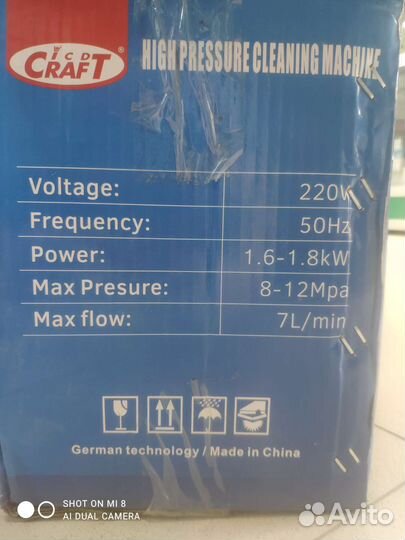 ICD
CRAFT®
HIGH PRESSURE CLEANING MACHINE
Voltage: 220V
Frequency: 50Hz
Power: 1.6-1.8kW
Max Presure: 8-12Mpa
Max flow: 7L/min
German technology / Made in China
SHOT ON MI 8
AI DUAL CAMERA
Avito